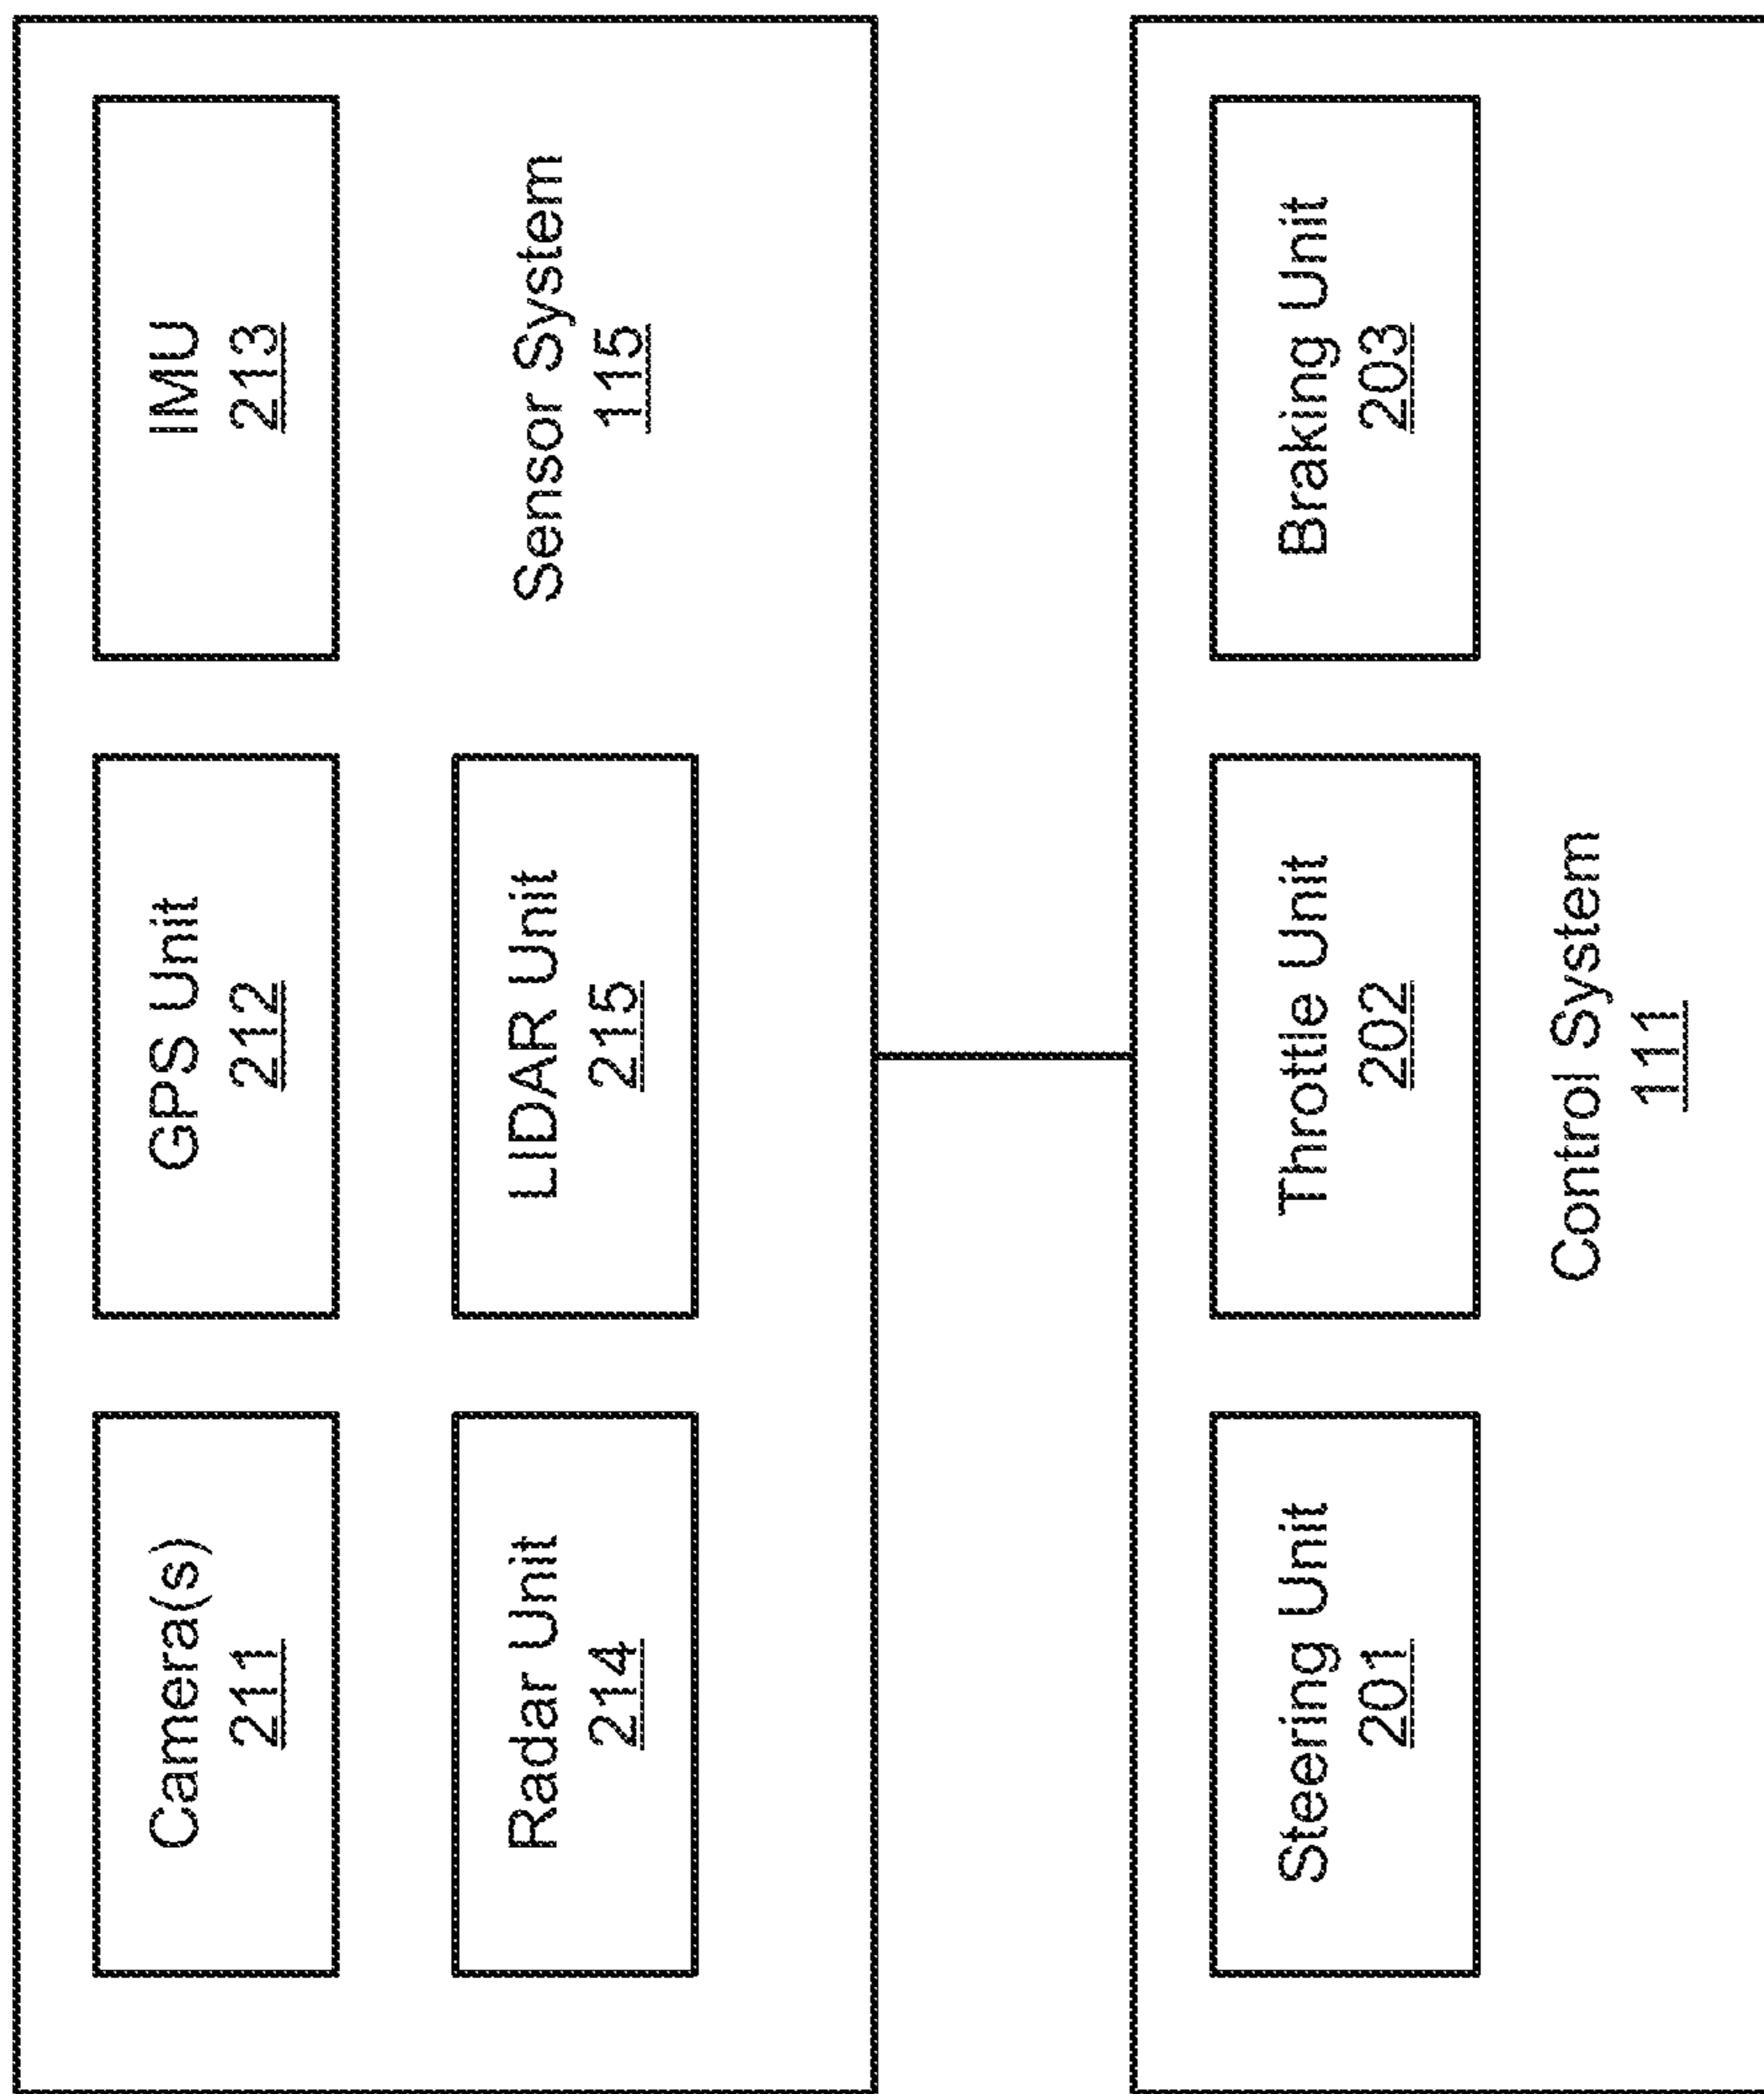 Camera(s)
211
GPS Unit
212
IMU
213
Radar Unit
214
LIDAR Unit
215
Sensor System
115
Steering Unit
201
Throttle Unit
202
Braking Unit
203
Control System
111